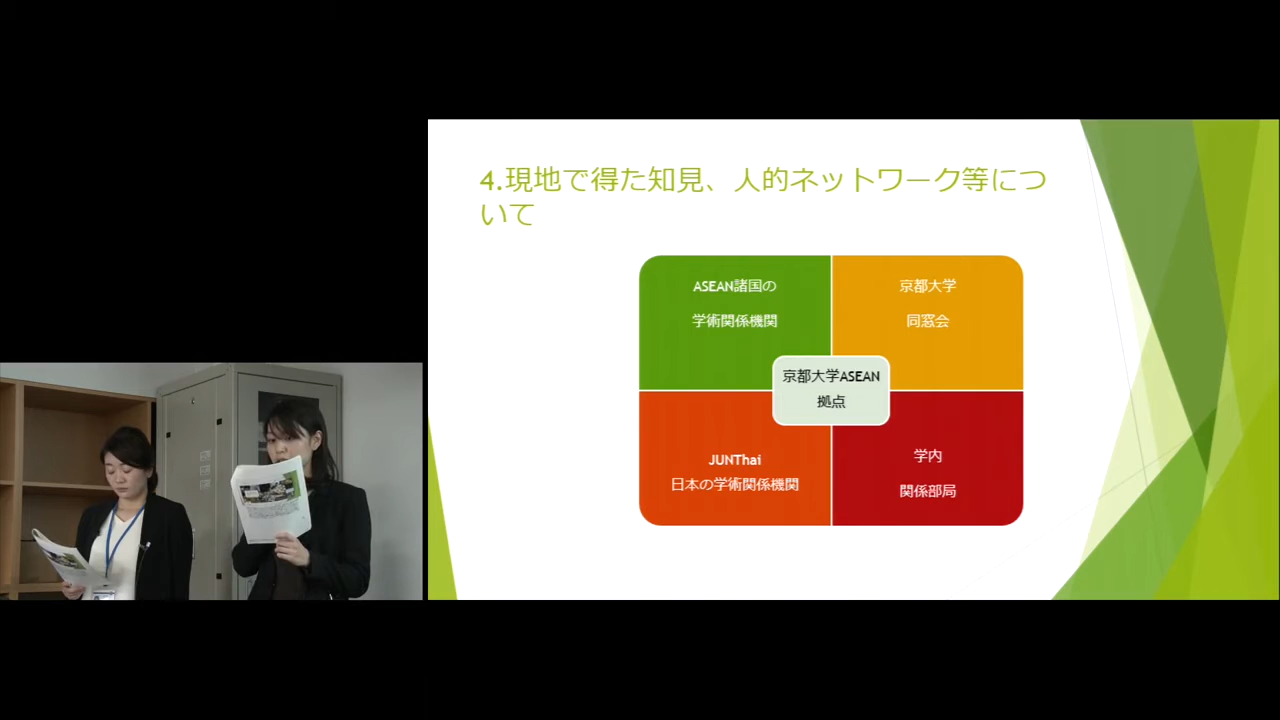 4.現地で得た知見、人的ネットワーク等につ
いて
ASEAN諸国の
学術関係機関
京都大学
同窓会
京都大学ASEAN
拠点
JUNThai
日本の学術関係機関
学内
関係部局